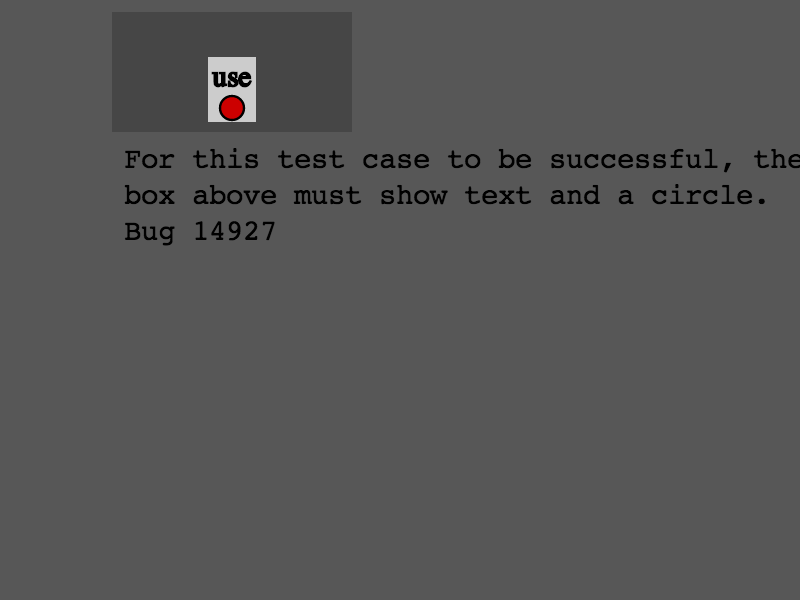 use
For this test case to be successful, the
box above must show text and a circle.
Bug 14927